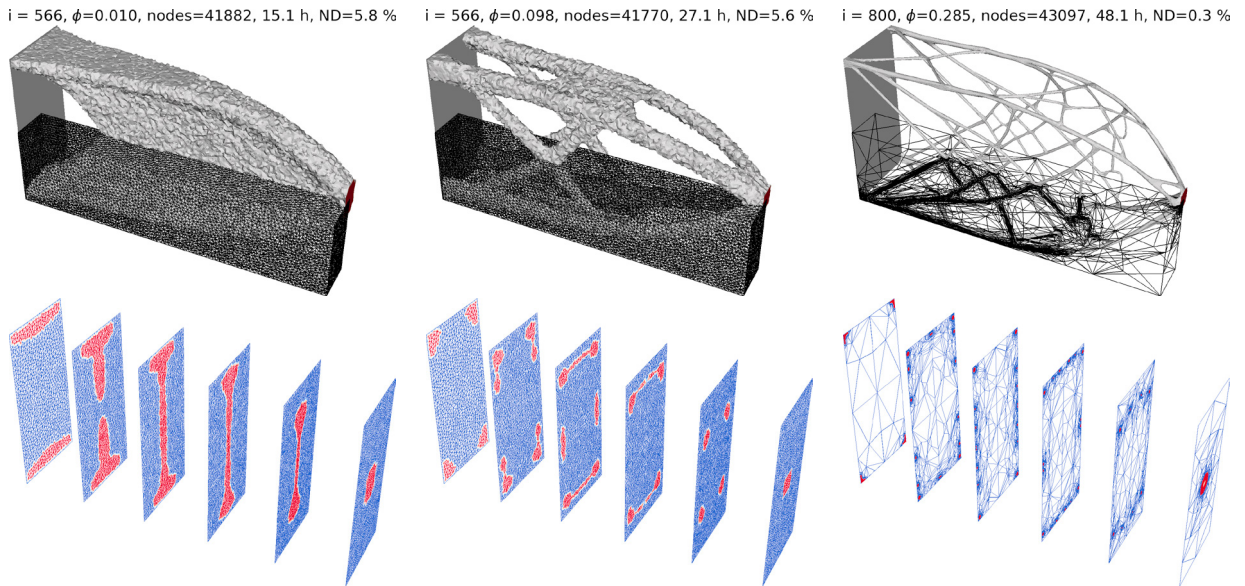 i = 566, ϕ=0.010, nodes=41882, 15.1 h, ND=5.8 %
i = 566, ϕ=0.098, nodes=41770, 27.1 h, ND=5.6 %
i = 800, ϕ=0.285, nodes=43097, 48.1 h, ND=0.3 %